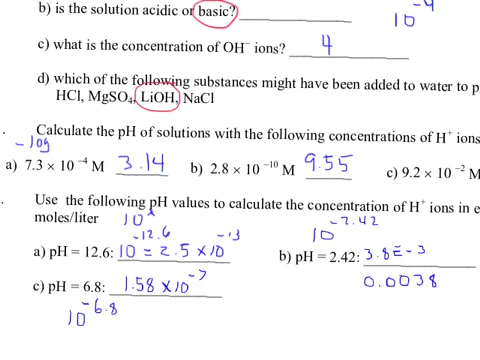 b) is the solution acidic or basic? 10⁻⁴
c) what is the concentration of OH⁻ ions? 4
d) which of the following substances might have been added to water to p
HCl, MgSO₄, LiOH, NaCl
. Calculate the pH of solutions with the following concentrations of H⁺ ions
- log
a) 7.3 × 10⁻⁴ M 3.14 b) 2.8 × 10⁻¹⁰ M 9.55 c) 9.2 × 10⁻² M
. Use the following pH values to calculate the concentration of H⁺ ions in e
moles/liter 10ˣ 10⁻²·⁴²
a) pH = 12.6: 10⁻¹²·⁶ = 2.5 × 10⁻¹³ b) pH = 2.42: 3.8E-3
c) pH = 6.8: 1.58 × 10⁻⁷ 0.0038
10⁻⁶·⁸